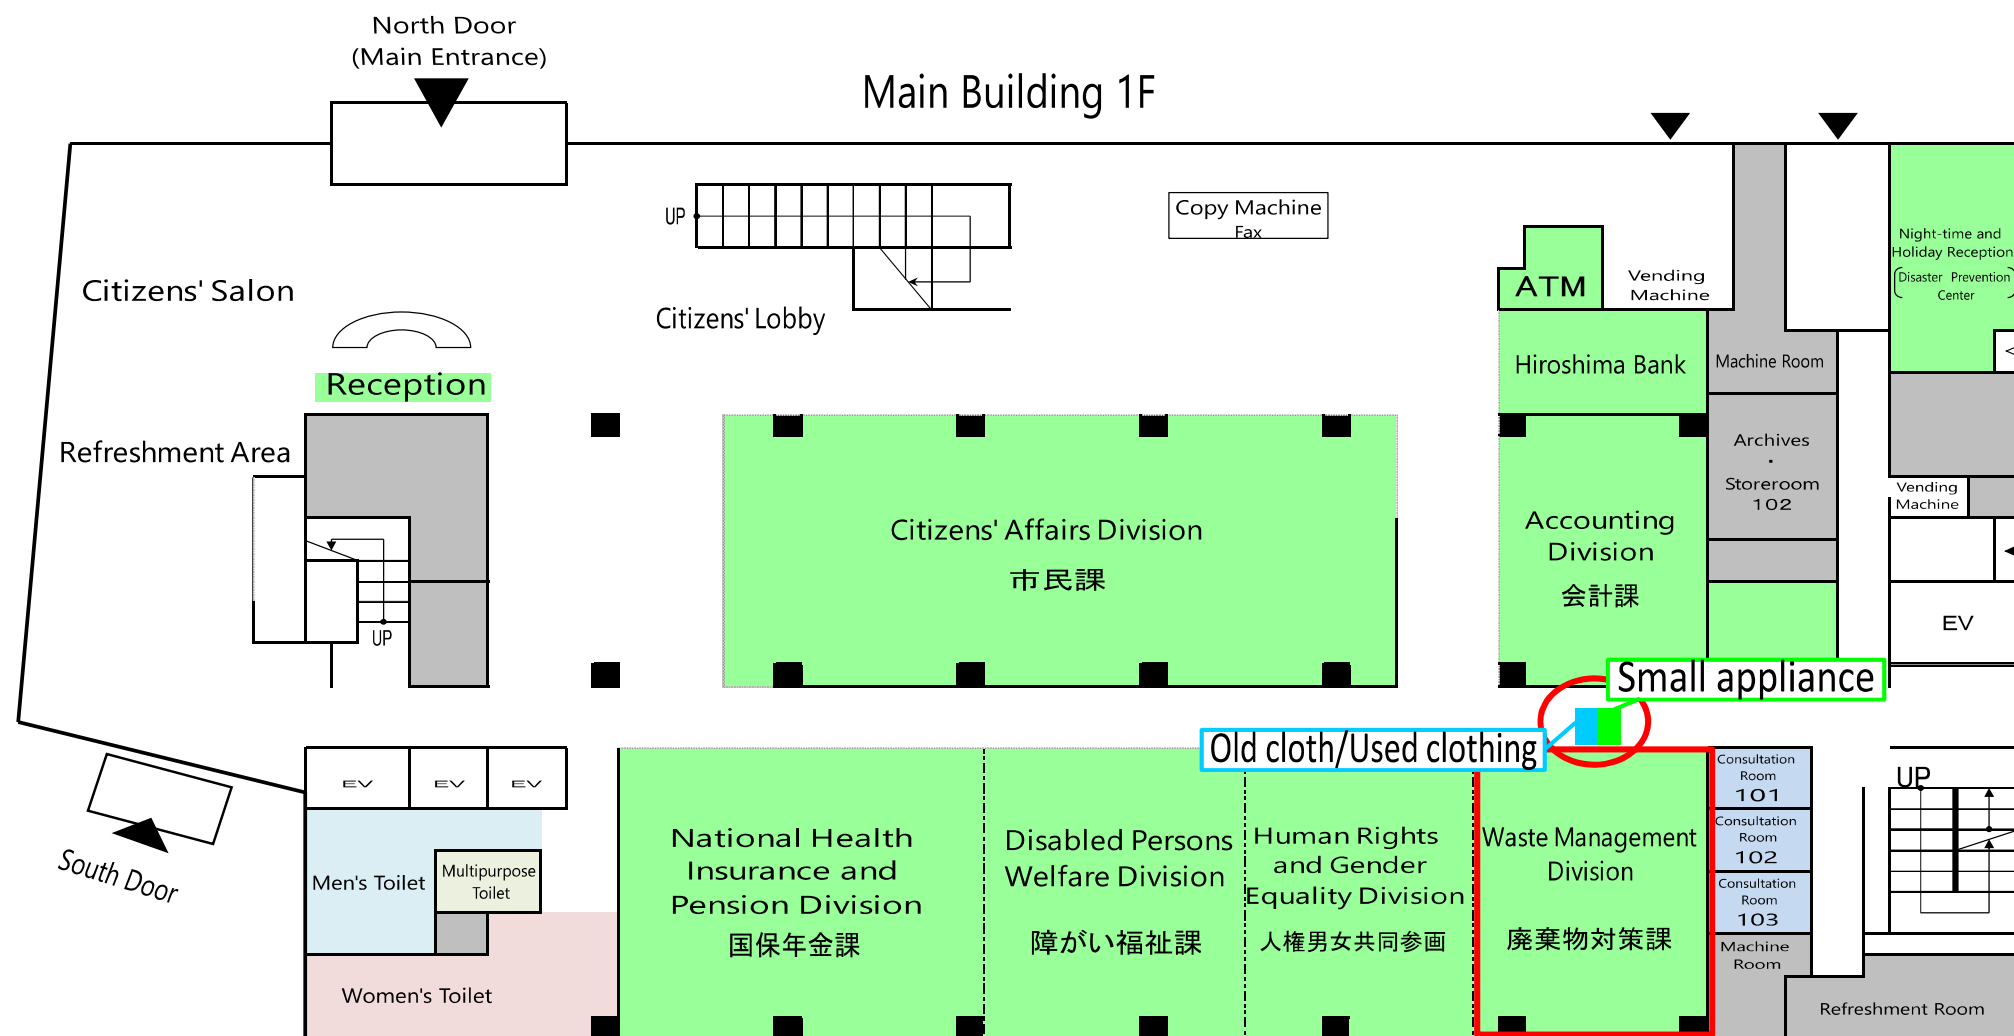 North Door
(Main Entrance)
Main Building 1F
UP
Copy Machine
Fax
Night-time and
Holiday Reception
Disaster Prevention
Center
Citizens' Salon
ATM
Vending
Machine
Citizens' Lobby
Hiroshima Bank
Machine Room
Reception
Refreshment Area
Archives
・
Storeroom
102
Vending
Machine
Citizens' Affairs Division
市民課
Accounting
Division
会計課
UP
EV
Small appliance
Old cloth/Used clothing
EV
EV
EV
Consultation
Room
101
UP
South Door
National Health
Insurance and
Pension Division
国保年金課
Disabled Persons
Welfare Division
障がい福祉課
Human Rights
and Gender
Equality Division
人権男女共同参画
Waste Management
Division
廃棄物対策課
Consultation
Room
102
Consultation
Room
103
Men's Toilet
Multipurpose
Toilet
Machine
Room
Women's Toilet
Refreshment Room